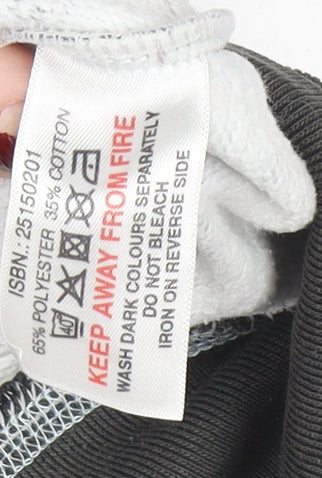 ISBN.: 25150201
65% POLYESTER 35% COTTON
40
KEEP AWAY FROM FIRE
WASH DARK COLOURS SEPARATELY
DO NOT BLEACH
IRON ON REVERSE SIDE